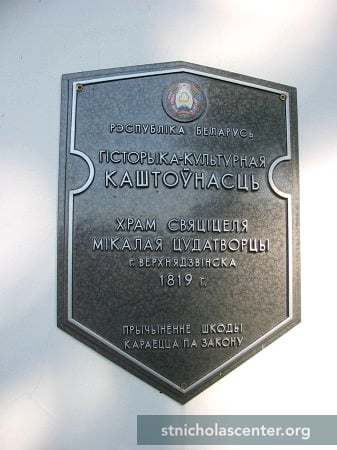 РЭСПУБЛІКА БЕЛАРУСЬ
ГІСТОРЫКА-КУЛЬТУРНАЯ
КАШТОЎНАСЦЬ
ХРАМ СВЯЦІЦЕЛЯ
МІКАЛАЯ ЦУДАТВОРЦЫ
Г. ВЕРХНЯДЗВІНСКА
1819 г.
ПРЫЧЫНЕННЕ ШКОДЫ
КАРАЕЦЦА ПА ЗАКОНУ
stnicholascenter.org